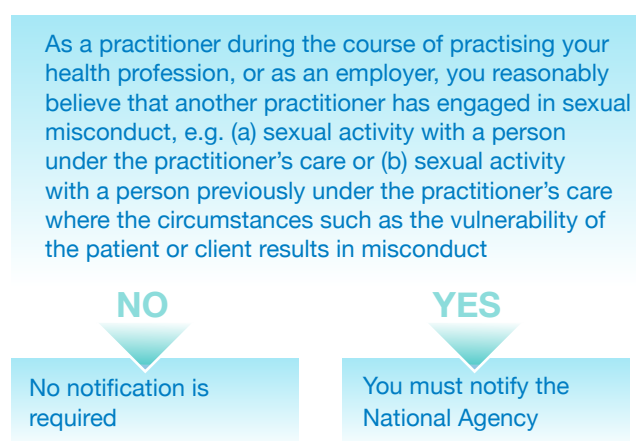 As a practitioner during the course of practising your
health profession, or as an employer, you reasonably
believe that another practitioner has engaged in sexual
misconduct, e.g. (a) sexual activity with a person
under the practitioner's care or (b) sexual activity
with a person previously under the practitioner's care
where the circumstances such as the vulnerability of
the patient or client results in misconduct
NO
YES
No notification is
required
You must notify the
National Agency